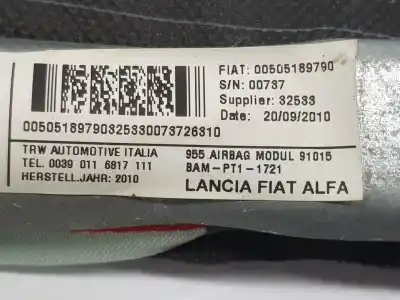 FIAT: 00505189790
S/N: 00737
Supplier: 32533
Date: 20/09/2010
00505189790325330073726310
TRW AUTOMOTIVE ITALIA
TEL. 0039 011 6817 111
HERSTELL.JAHR: 2010
955 AIRBAG MODUL 91015
BAM-PT1-1721
LANCIA FIAT ALFA